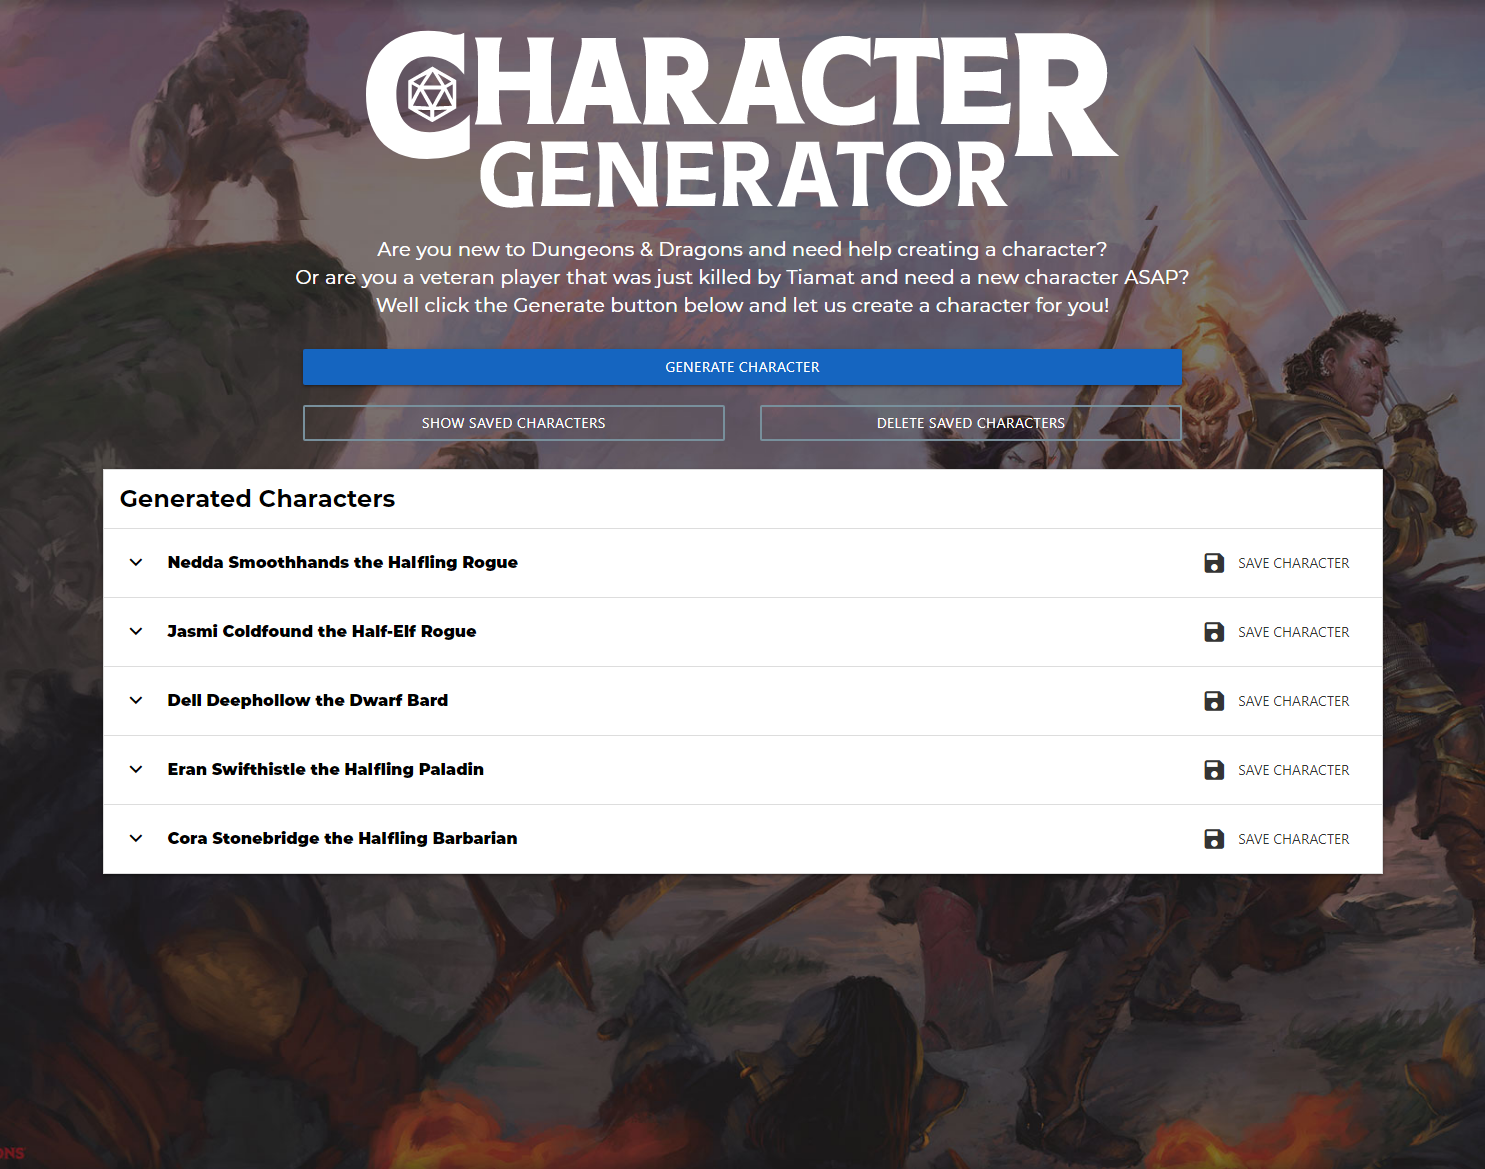 CHARACTER
GENERATOR
Are you new to Dungeons & Dragons and need help creating a character?
Or are you a veteran player that was just killed by Tiamat and need a new character ASAP?
Well click the Generate button below and let us create a character for you!
GENERATE CHARACTER
SHOW SAVED CHARACTERS
DELETE SAVED CHARACTERS
Generated Characters
Nedda Smoothhands the Halfling Rogue
SAVE CHARACTER
Jasmi Coldfound the Half-Elf Rogue
SAVE CHARACTER
Dell Deephollow the Dwarf Bard
SAVE CHARACTER
Eran Swifthistle the Halfling Paladin
SAVE CHARACTER
Cora Stonebridge the Halfling Barbarian
SAVE CHARACTER